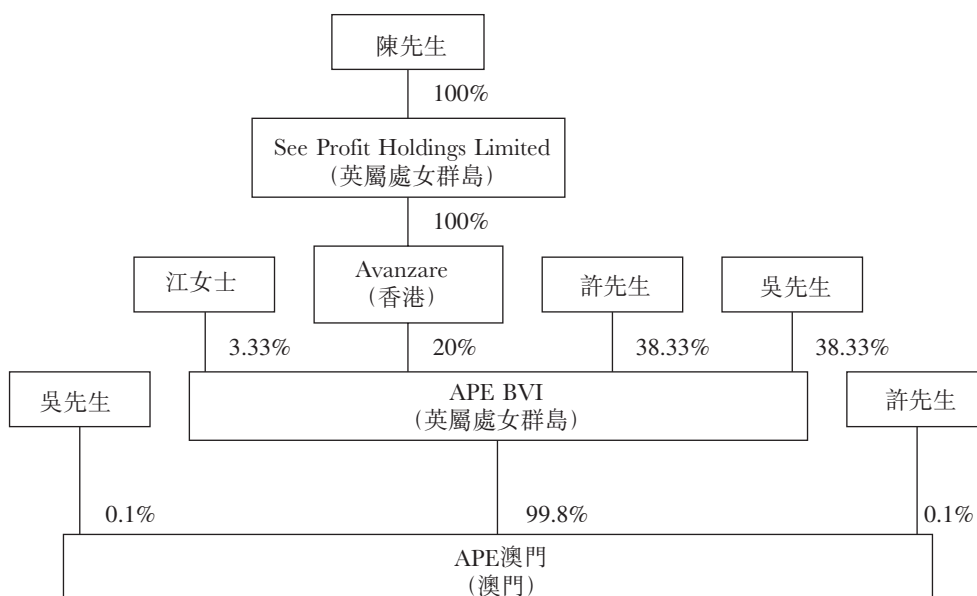 陳先生
100%
See Profit Holdings Limited
(英屬處女群島)
100%
江女士
Avanzare
(香港)
許先生
吳先生
3.33%
20%
38.33%
38.33%
吳先生
APE BVI
(英屬處女群島)
許先生
0.1%
99.8%
0.1%
APE澳門
(澳門)